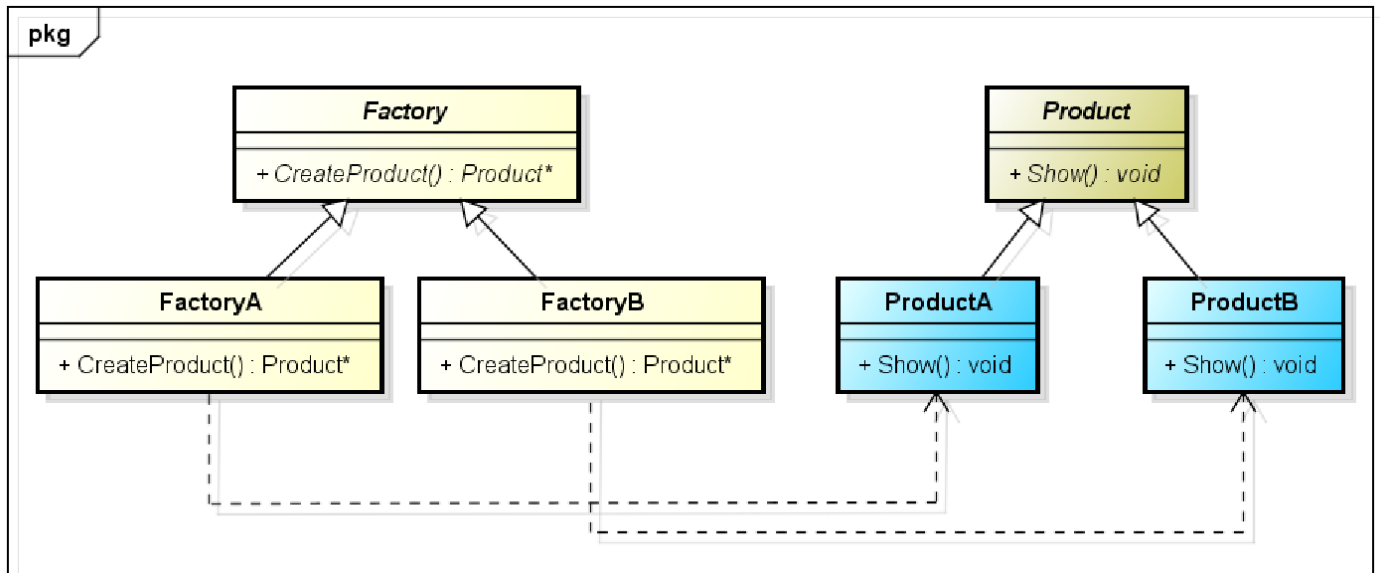 pkg
Factory
+ CreateProduct() : Product*
Product
+ Show() : void
FactoryA
+ CreateProduct() : Product*
FactoryB
+ CreateProduct() : Product*
ProductA
+ Show() : void
ProductB
+ Show() : void